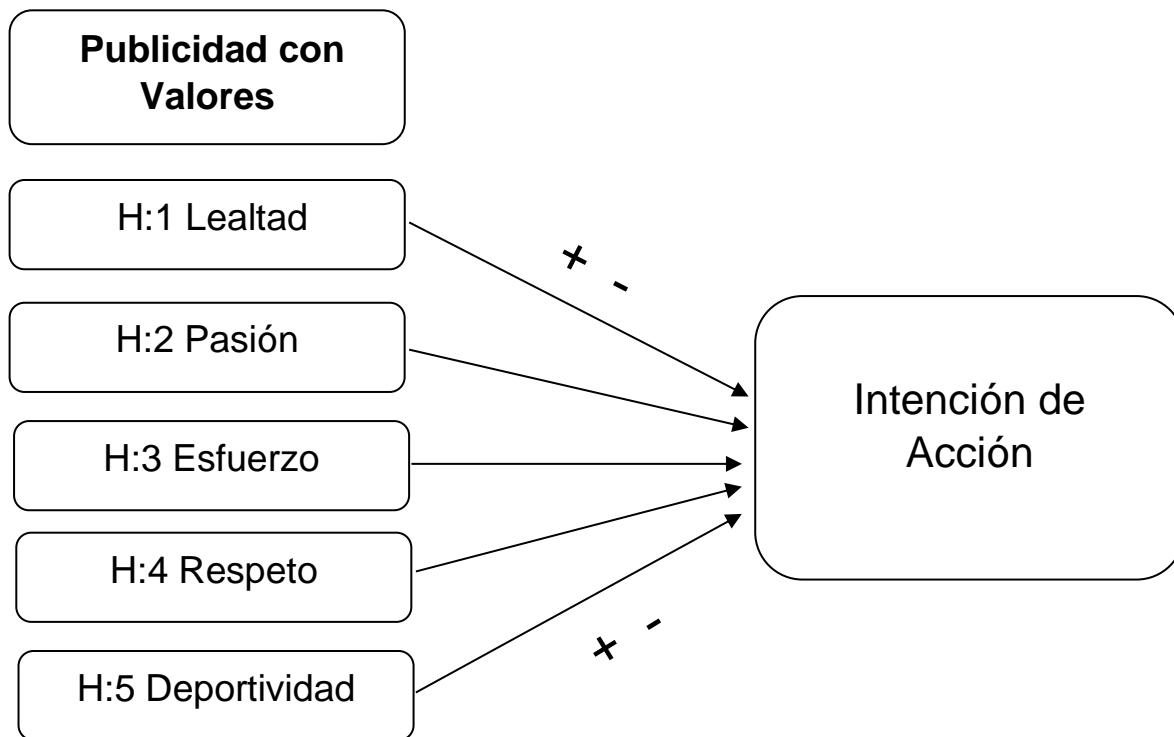 Publicidad con
Valores
H:1 Lealtad
+ -
H:2 Pasión
Intención de
Acción
H:3 Esfuerzo
H:4 Respeto
+ -
H:5 Deportividad